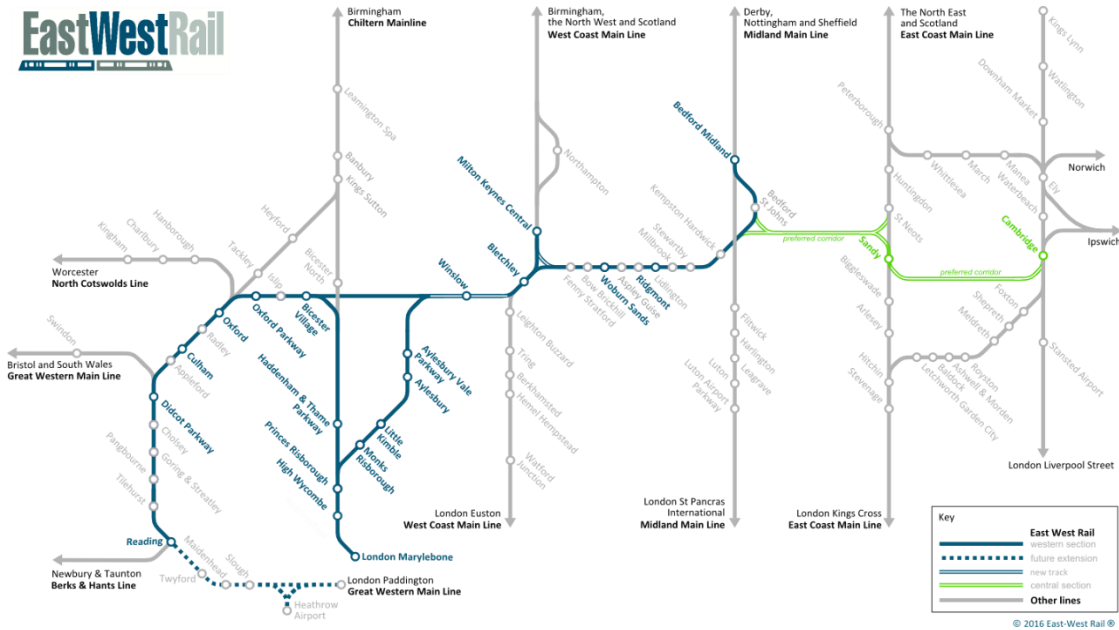 EastWestRail
Birmingham
Chiltern Mainline
Birmingham,
the North West and Scotland
West Coast Main Line
Derby,
Nottingham and Sheffield
Midland Main Line
The North East
and Scotland
East Coast Main Line
Kings Lynn
Watlington
Downham Market
Leamington Spa
Banbury
Kings Sutton
Heyford
Tackley
Bicester
North
Northampton
Milton Keynes Central
Bletchley
Bedford Midland
Bedford
St Johns
Kempston Hardwick
Stewartby
Millbrook
Lidlington
Ridgmont
Aspley Guise
Woburn Sands
Bow Brickhill
Fenny Stratford
Peterborough
Whittlesea
March
Manea
Ely
Waterbeach
Norwich
Ipswich
Huntingdon
St Neots
Sandy
preferred corridor
preferred corridor
Cambridge
Kingham
Charlbury
Hanborough
Worcester
North Cotswolds Line
Islip
Oxford Parkway
Bicester
Village
Winslow
Oxford
Radley
Culham
Appleford
Swindon
Bristol and South Wales
Great Western Main Line
Didcot Parkway
Cholsey
Goring & Streatley
Pangbourne
Tilehurst
Reading
Newbury & Taunton
Berks & Hants Line
Twyford
Maidenhead
Slough
Heathrow
Airport
London Paddington
Great Western Main Line
Haddenham & Thame
Parkway
Princes Risborough
High Wycombe
London Marylebone
Aylesbury Vale
Parkway
Aylesbury
Little
Kimble
Monks
Risborough
Leighton Buzzard
Tring
Berkhamsted
Hemel Hempstead
Watford
Junction
London Euston
West Coast Main Line
Flitwick
Harlington
Leagrave
Luton
Luton Airport
Parkway
London St Pancras
International
Midland Main Line
Biggleswade
Arlesey
Hitchin
Stevenage
Letchworth Garden City
Baldock
Ashwell & Morden
Royston
Meldreth
Shepreth
Foxton
London Kings Cross
East Coast Main Line
Stansted Airport
London Liverpool Street
Key
East West Rail
western section
future extension
new track
central section
Other lines
© 2016 East-West Rail ®